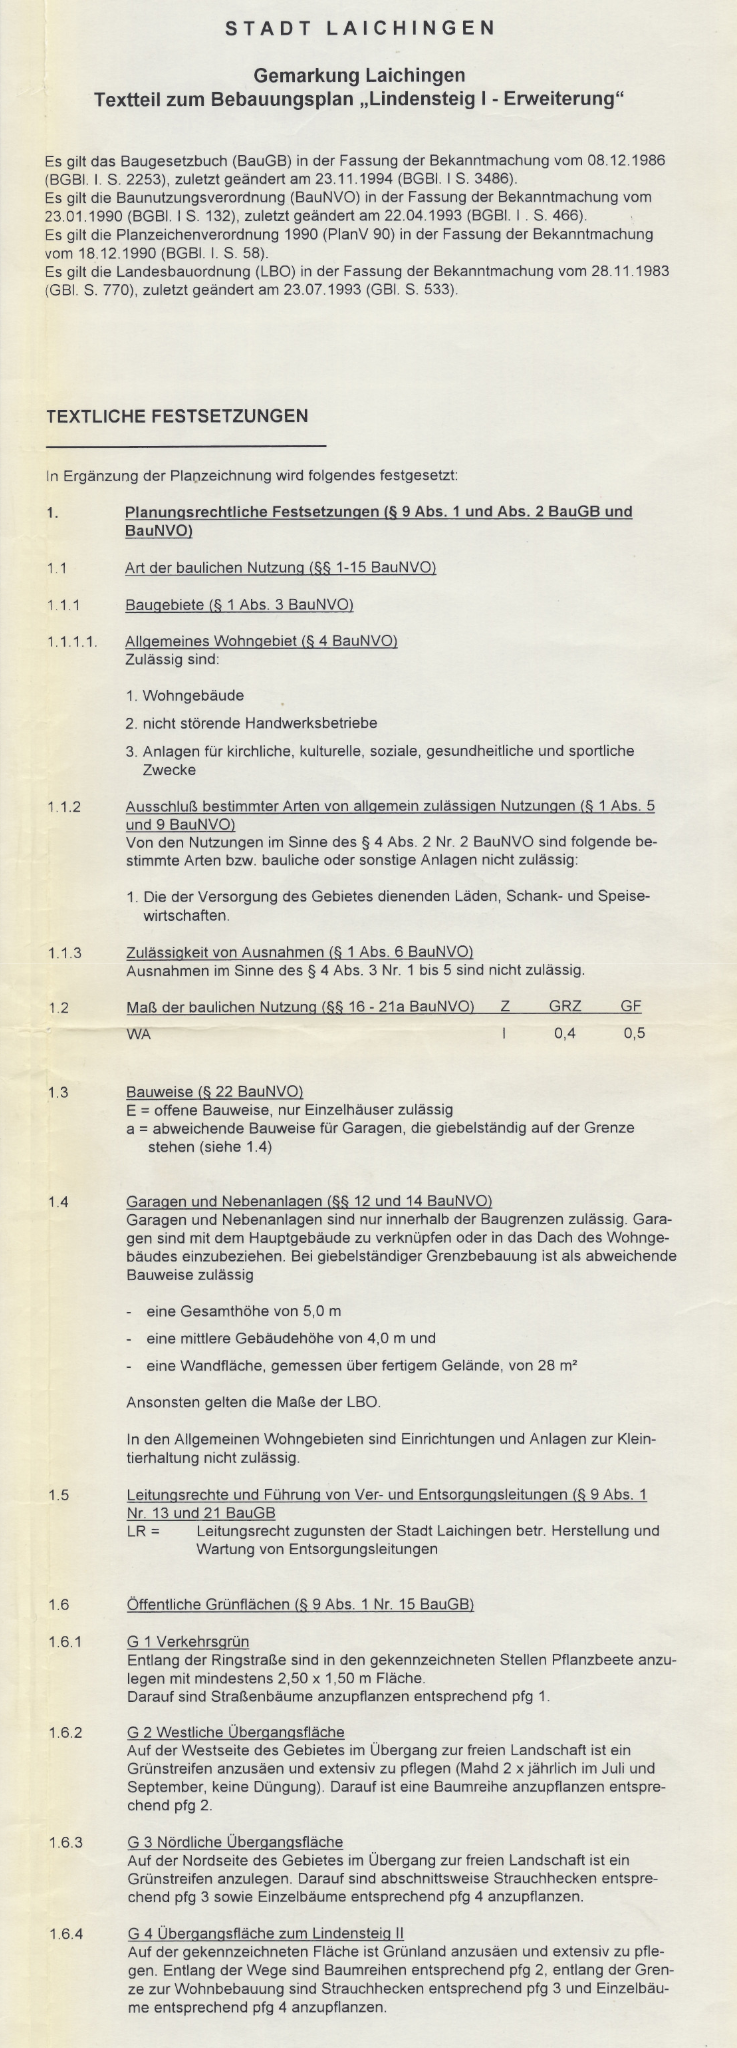 STADT LAICHINGEN
Gemarkung Laichingen
Textteil zum Bebauungsplan „Lindensteig I - Erweiterung“
Es gilt das Baugesetzbuch (BauGB) in der Fassung der Bekanntmachung vom 08.12.1986
(BGBl. I. S. 2253), zuletzt geändert am 23.11.1994 (BGBl. I S. 3486).
Es gilt die Baunutzungsverordnung (BauNVO) in der Fassung der Bekanntmachung vom
23.01.1990 (BGBl. I S. 132), zuletzt geändert am 22.04.1993 (BGBl. I . S. 466).
Es gilt die Planzeichenverordnung 1990 (PlanV 90) in der Fassung der Bekanntmachung
vom 18.12.1990 (BGBl. I. S. 58).
Es gilt die Landesbauordnung (LBO) in der Fassung der Bekanntmachung vom 28.11.1983
(GBl. S. 770), zuletzt geändert am 23.07.1993 (GBl. S. 533).
TEXTLICHE FESTSETZUNGEN
In Ergänzung der Planzeichnung wird folgendes festgesetzt:
1. Planungsrechtliche Festsetzungen (§ 9 Abs. 1 und Abs. 2 BauGB und
BauNVO)
1.1 Art der baulichen Nutzung (§§ 1-15 BauNVO)
1.1.1 Baugebiete (§ 1 Abs. 3 BauNVO)
1.1.1.1. Allgemeines Wohngebiet (§ 4 BauNVO)
Zulässig sind:
1. Wohngebäude
2. nicht störende Handwerksbetriebe
3. Anlagen für kirchliche, kulturelle, soziale, gesundheitliche und sportliche
Zwecke
1.1.2 Ausschluß bestimmter Arten von allgemein zulässigen Nutzungen (§ 1 Abs. 5
und 9 BauNVO)
Von den Nutzungen im Sinne des § 4 Abs. 2 Nr. 2 BauNVO sind folgende be-
stimmte Arten bzw. bauliche oder sonstige Anlagen nicht zulässig:
1. Die der Versorgung des Gebietes dienenden Läden, Schank- und Speise-
wirtschaften.
1.1.3 Zulässigkeit von Ausnahmen (§ 1 Abs. 6 BauNVO)
Ausnahmen im Sinne des § 4 Abs. 3 Nr. 1 bis 5 sind nicht zulässig.
1.2 Maß der baulichen Nutzung (§§ 16 - 21a BauNVO) Z GRZ GF
WA I 0,4 0,5
1.3 Bauweise (§ 22 BauNVO)
E = offene Bauweise, nur Einzelhäuser zulässig
a = abweichende Bauweise für Garagen, die giebelständig auf der Grenze
stehen (siehe 1.4)
1.4 Garagen und Nebenanlagen (§§ 12 und 14 BauNVO)
Garagen und Nebenanlagen sind nur innerhalb der Baugrenzen zulässig. Gara-
gen sind mit dem Hauptgebäude zu verknüpfen oder in das Dach des Wohnge-
bäudes einzubeziehen. Bei giebelständiger Grenzbebauung ist als abweichende
Bauweise zulässig
- eine Gesamthöhe von 5,0 m
- eine mittlere Gebäudehöhe von 4,0 m und
- eine Wandfläche, gemessen über fertigem Gelände, von 28 m²
Ansonsten gelten die Maße der LBO.
In den Allgemeinen Wohngebieten sind Einrichtungen und Anlagen zur Klein-
tierhaltung nicht zulässig.
1.5 Leitungsrechte und Führung von Ver- und Entsorgungsleitungen (§ 9 Abs. 1
Nr. 13 und 21 BauGB
LR = Leitungsrecht zugunsten der Stadt Laichingen betr. Herstellung und
Wartung von Entsorgungsleitungen
1.6 Öffentliche Grünflächen (§ 9 Abs. 1 Nr. 15 BauGB)
1.6.1 G 1 Verkehrsgrün
Entlang der Ringstraße sind in den gekennzeichneten Stellen Pflanzbeete anzu-
legen mit mindestens 2,50 x 1,50 m Fläche.
Darauf sind Straßenbäume anzupflanzen entsprechend pfg 1.
1.6.2 G 2 Westliche Übergangsfläche
Auf der Westseite des Gebietes im Übergang zur freien Landschaft ist ein
Grünstreifen anzusäen und extensiv zu pflegen (Mahd 2 x jährlich im Juli und
September, keine Düngung). Darauf ist eine Baumreihe anzupflanzen entspre-
chend pfg 2.
1.6.3 G 3 Nördliche Übergangsfläche
Auf der Nordseite des Gebietes im Übergang zur freien Landschaft ist ein
Grünstreifen anzulegen. Darauf sind abschnittsweise Strauchhecken entspre-
chend pfg 3 sowie Einzelbäume entsprechend pfg 4 anzupflanzen.
1.6.4 G 4 Übergangsfläche zum Lindensteig II
Auf der gekennzeichneten Fläche ist Grünland anzusäen und extensiv zu pfle-
gen. Entlang der Wege sind Baumreihen entsprechend pfg 2, entlang der Gren-
ze zur Wohnbebauung sind Strauchhecken entsprechend pfg 3 und Einzelbäu-
me entsprechend pfg 4 anzupflanzen.